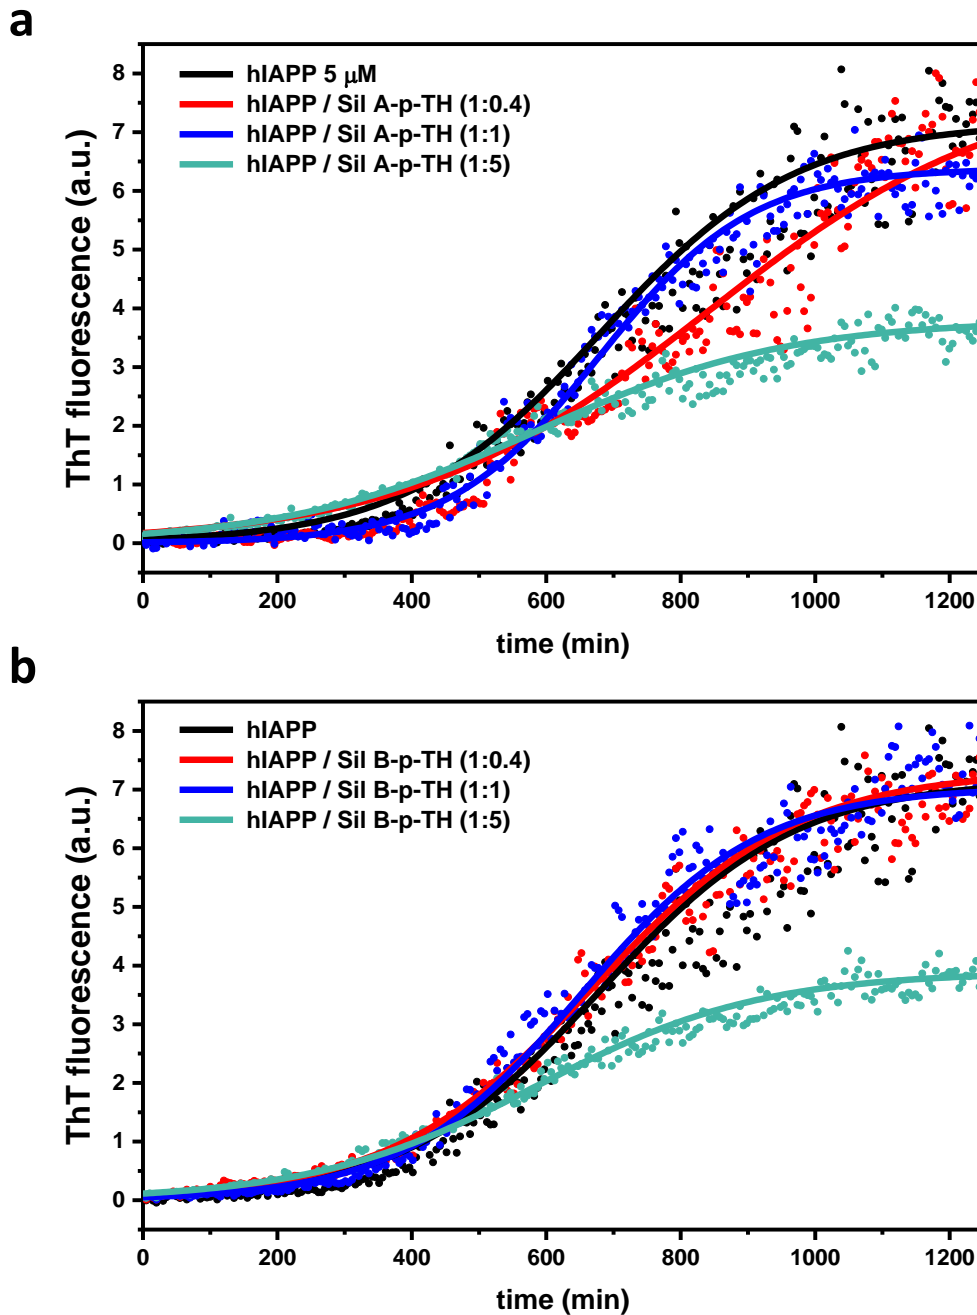 a
8
7
6
5
4
3
2
1
0
ThT fluorescence (a.u.)
hIAPP 5 μM
hIAPP / Sil A-p-TH (1:0.4)
hIAPP / Sil A-p-TH (1:1)
hIAPP / Sil A-p-TH (1:5)
0 200 400 600 800 1000 1200
time (min)
b
8
7
6
5
4
3
2
1
0
ThT fluorescence (a.u.)
hIAPP
hIAPP / Sil B-p-TH (1:0.4)
hIAPP / Sil B-p-TH (1:1)
hIAPP / Sil B-p-TH (1:5)
0 200 400 600 800 1000 1200
time (min)